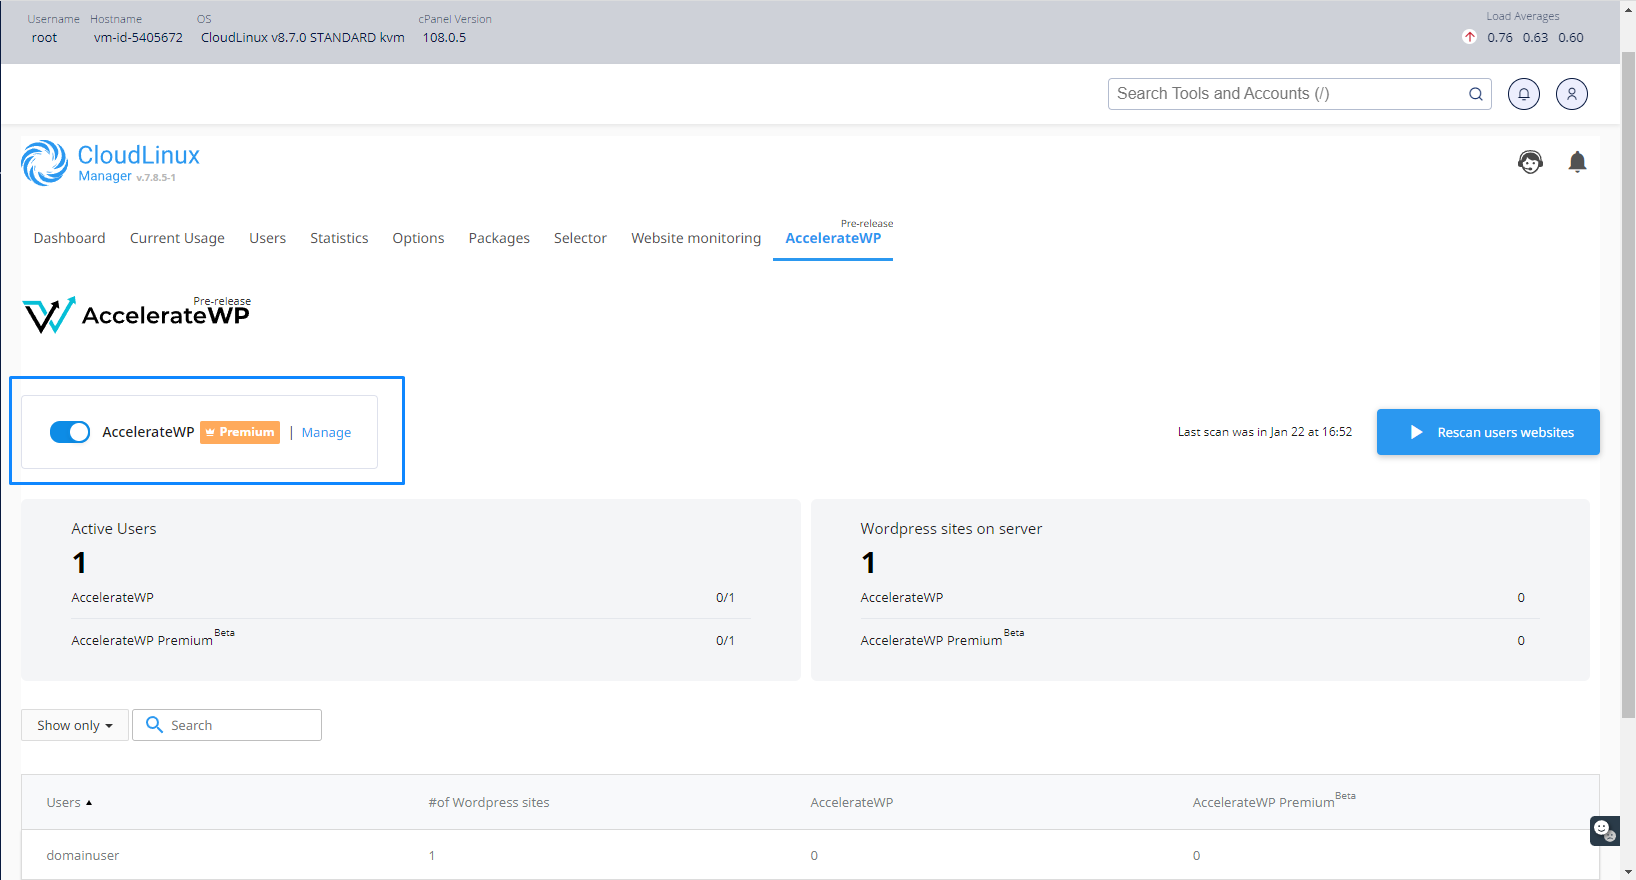 Username Hostname OS cPanel Version Load Averages
root vm-id-5405672 CloudLinux v8.7.0 STANDARD kvm 108.0.5 0.76 0.63 0.60
Search Tools and Accounts (/)
CloudLinux
Manager v.7.8.5-1
Pre-release
Dashboard Current Usage Users Statistics Options Packages Selector Website monitoring AccelerateWP
Pre-release
AccelerateWP
AccelerateWP Premium | Manage Last scan was in Jan 22 at 16:52 Rescan users websites
Active Users
1
AccelerateWP 0/1
AccelerateWP Premium Beta 0/1
Wordpress sites on server
1
AccelerateWP 0
AccelerateWP Premium Beta 0
Show only Search
Users #of Wordpress sites AccelerateWP AccelerateWP Premium Beta
domainuser 1 0 0